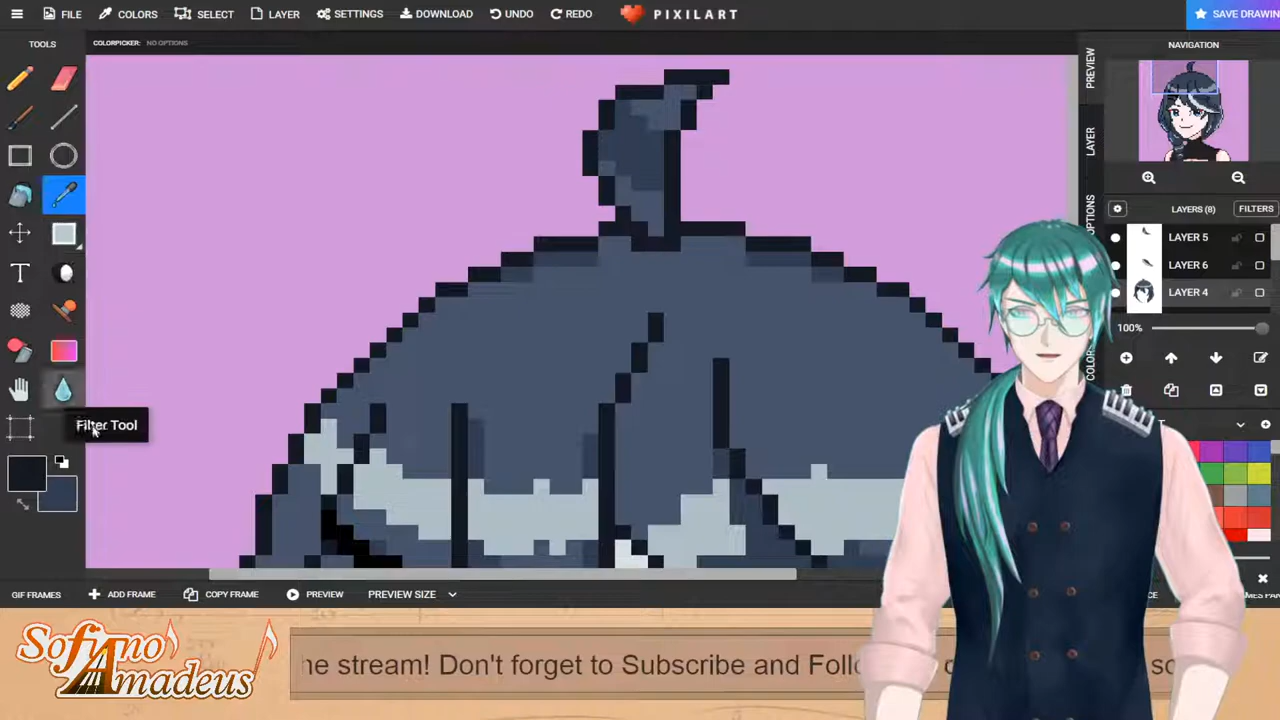 FILE COLORS SELECT LAYER SETTINGS DOWNLOAD UNDO REDO PIXILART SAVE DRAWIN
TOOLS COLORPICKER: NO OPTIONS
NAVIGATION
PREVIEW
LAYER
LAYERS (8) FILTERS
LAYER 5
LAYER 6
LAYER 4
100%
T
Filter Tool
GIF FRAMES ADD FRAME COPY FRAME PREVIEW PREVIEW SIZE
Sofiano
Amadeus
he stream! Don't forget to Subscribe and Follo
so